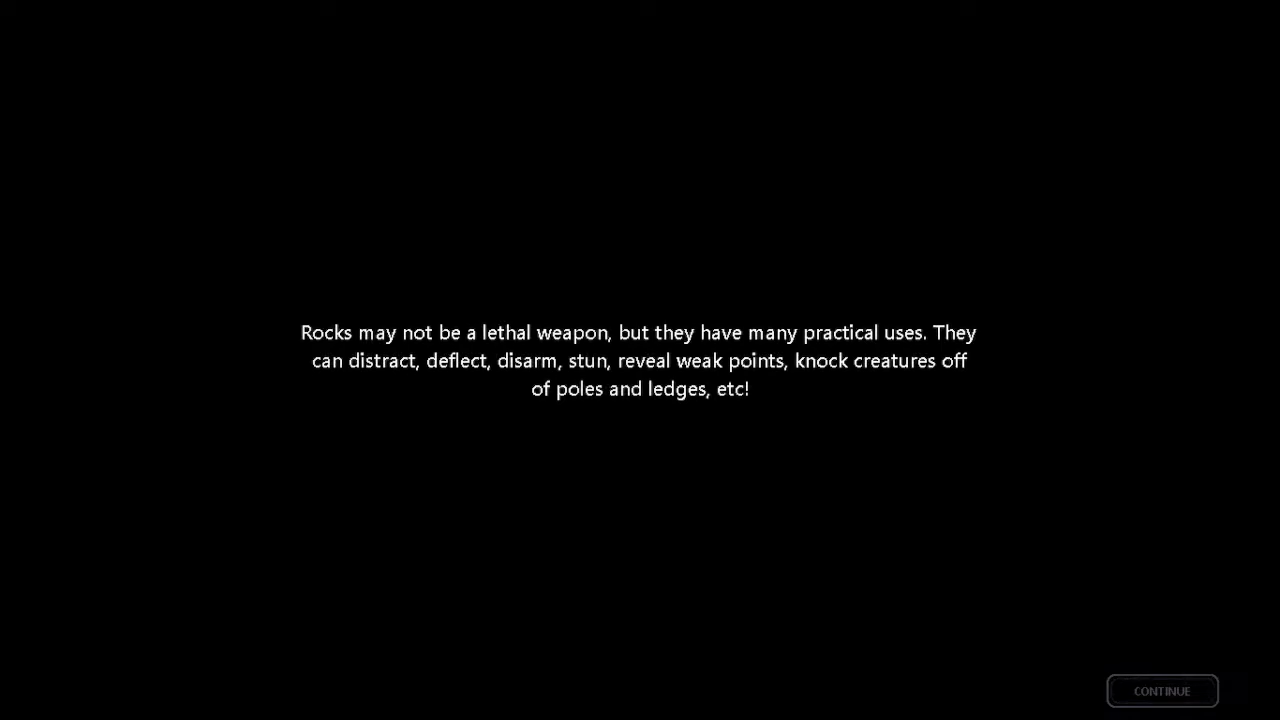 Rocks may not be a lethal weapon, but they have many practical uses. They
can distract, deflect, disarm, stun, reveal weak points, knock creatures off
of poles and ledges, etc!
CONTINUE